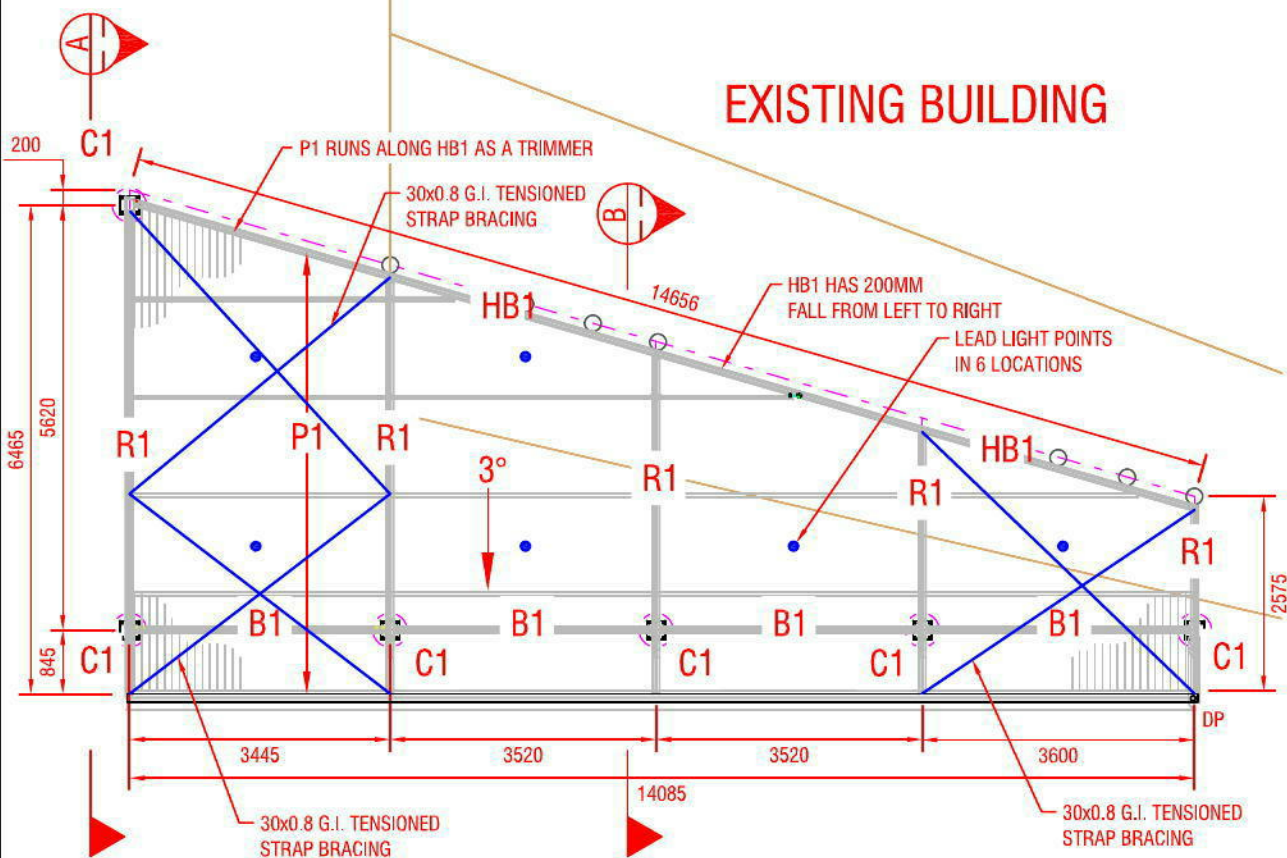 A
EXISTING BUILDING
200
C1
P1 RUNS ALONG HB1 AS A TRIMMER
30x0.8 G.I. TENSIONED
STRAP BRACING
B
14656
HB1 HAS 200MM
FALL FROM LEFT TO RIGHT
HB1
LEAD LIGHT POINTS
IN 6 LOCATIONS
6465
5620
R1
P1
R1
3°
R1
HB1
R1
R1
2575
B1
B1
B1
B1
845
C1
C1
C1
C1
C1
DP
3445
3520
3520
3600
14085
30x0.8 G.I. TENSIONED
STRAP BRACING
30x0.8 G.I. TENSIONED
STRAP BRACING